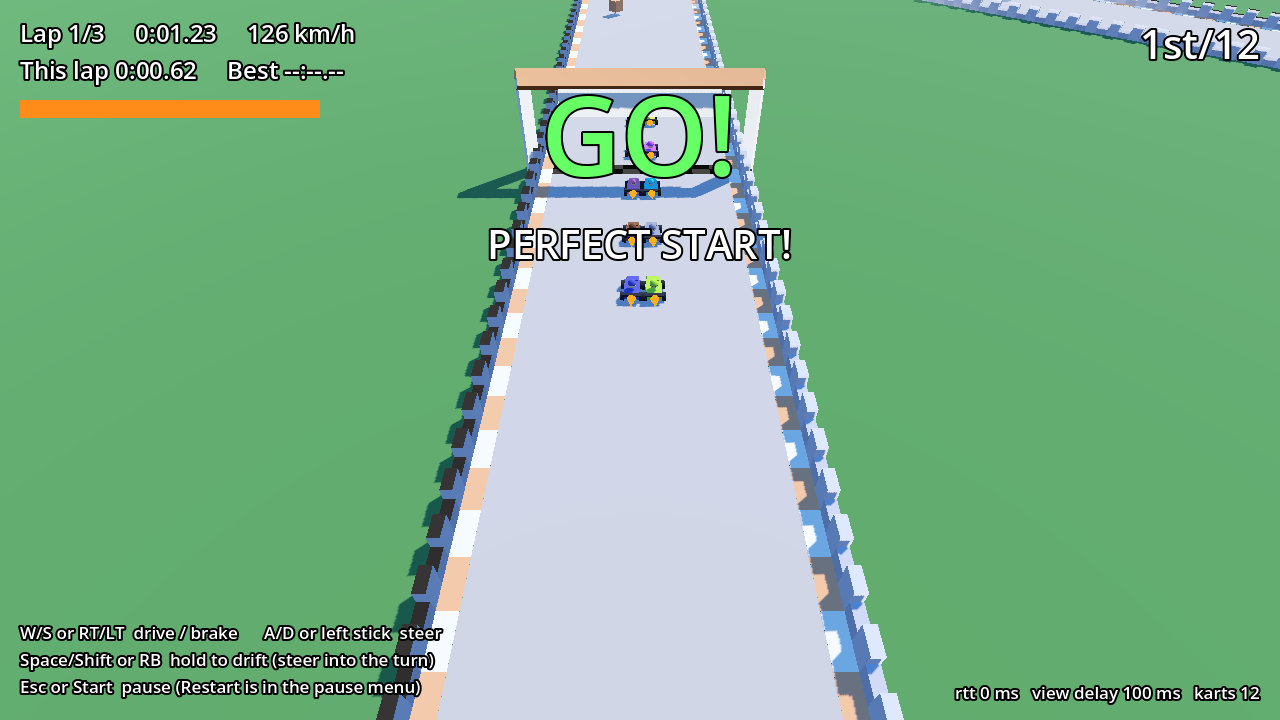 Lap 1/3 0:01.23 126 km/h
This lap 0:00.62 Best --:--.--
1st/12
GO!
PERFECT START!
W/S or RT/LT drive / brake A/D or left stick steer
Space/Shift or RB hold to drift (steer into the turn)
Esc or Start pause (Restart is in the pause menu)
rtt 0 ms view delay 100 ms karts 12